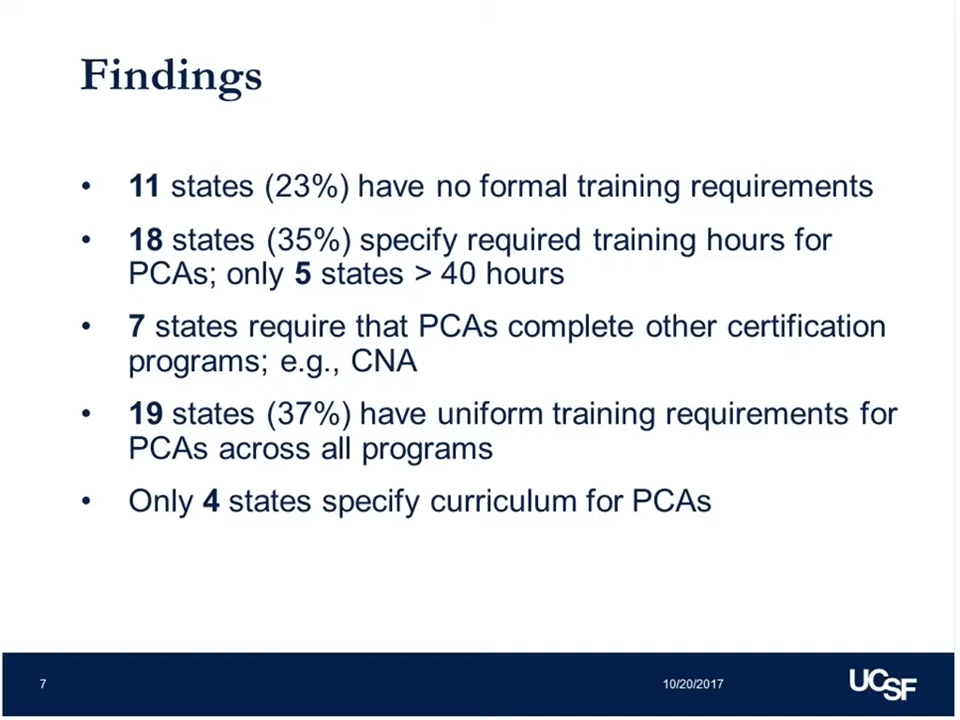 Findings
• 11 states (23%) have no formal training requirements
• 18 states (35%) specify required training hours for
PCAs; only 5 states > 40 hours
• 7 states require that PCAs complete other certification
programs; e.g., CNA
• 19 states (37%) have uniform training requirements for
PCAs across all programs
• Only 4 states specify curriculum for PCAs
7 10/20/2017 UCSF